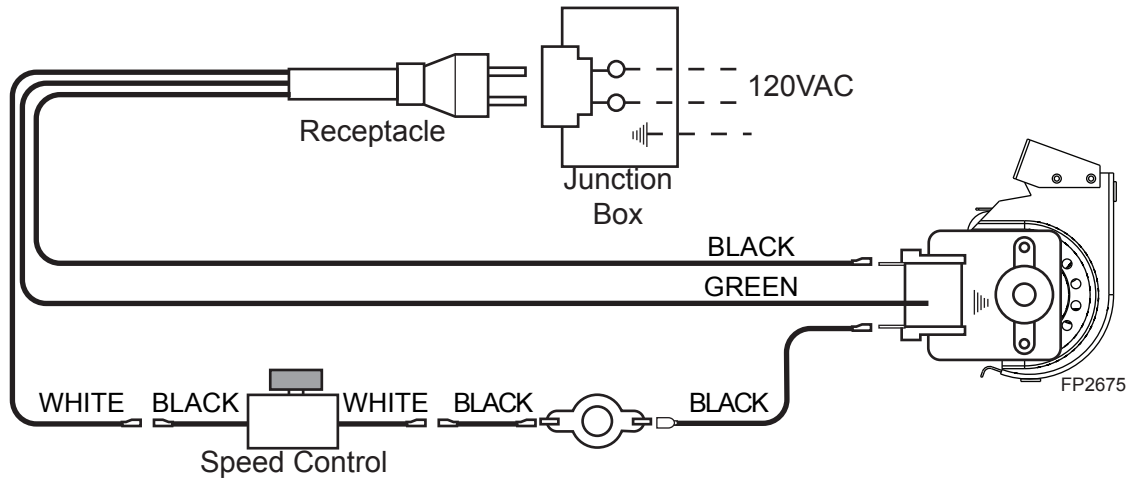 120VAC
Receptacle
Junction
Box
BLACK
GREEN
FP2675
WHITE BLACK WHITE BLACK BLACK
Speed Control